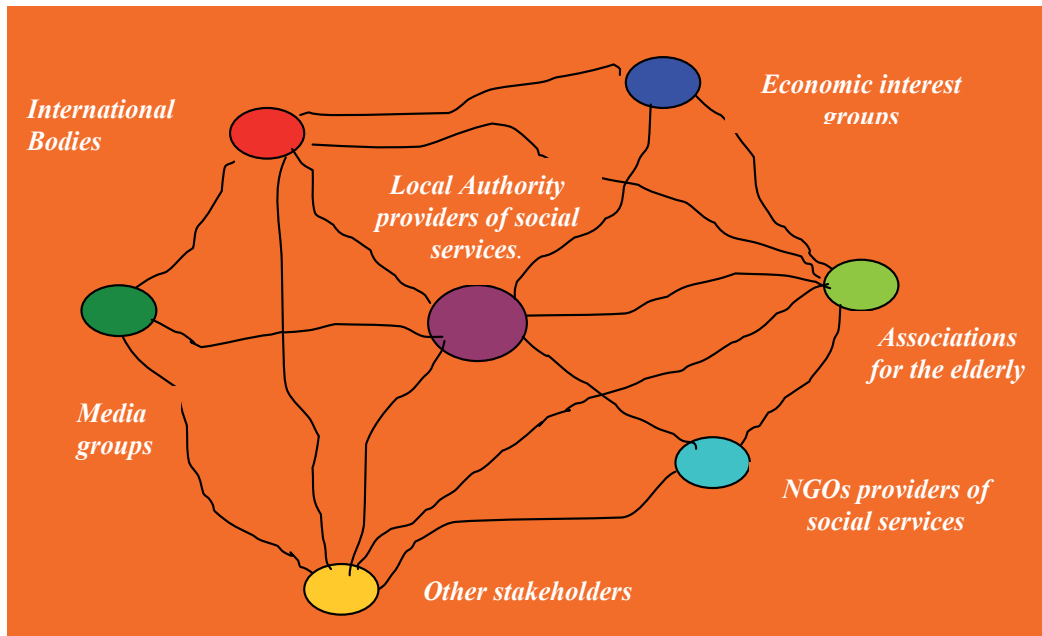 International
Bodies
Economic interest
groups
Local Authority
providers of social
services.
Associations
for the elderly
Media
groups
NGOs providers of
social services
Other stakeholders